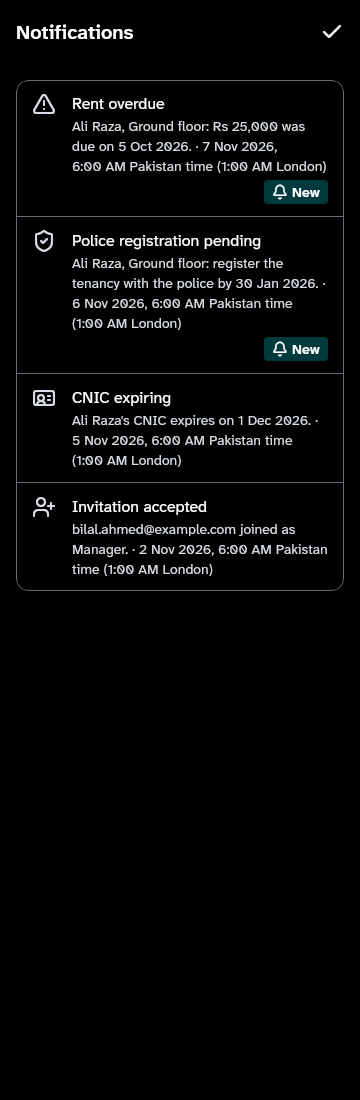 Notifications
Rent overdue
Ali Raza, Ground floor: Rs 25,000 was
due on 5 Oct 2026. · 7 Nov 2026,
6:00 AM Pakistan time (1:00 AM London)
New
Police registration pending
Ali Raza, Ground floor: register the
tenancy with the police by 30 Jan 2026. ·
6 Nov 2026, 6:00 AM Pakistan time
(1:00 AM London)
New
CNIC expiring
Ali Raza's CNIC expires on 1 Dec 2026. ·
5 Nov 2026, 6:00 AM Pakistan time
(1:00 AM London)
Invitation accepted
bilal.ahmed@example.com joined as
Manager. · 2 Nov 2026, 6:00 AM Pakistan
time (1:00 AM London)